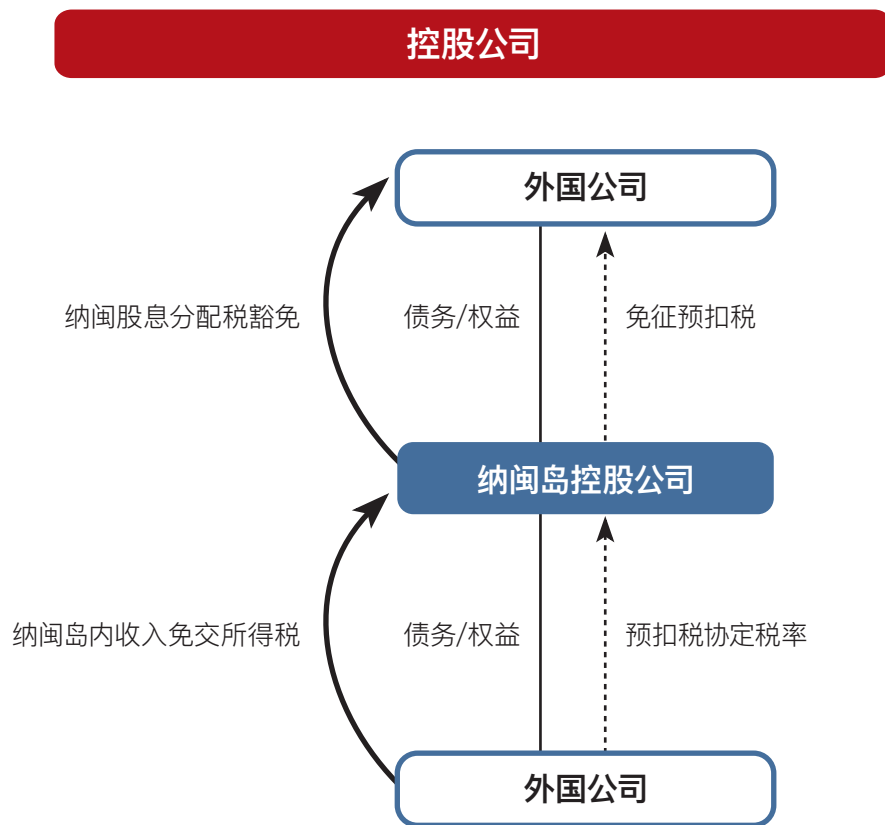 控股公司
外国公司
纳闽股息分配税豁免
债务/权益
免征预扣税
纳闽岛控股公司
纳闽岛内收入免交所得税
债务/权益
预扣税协定税率
外国公司